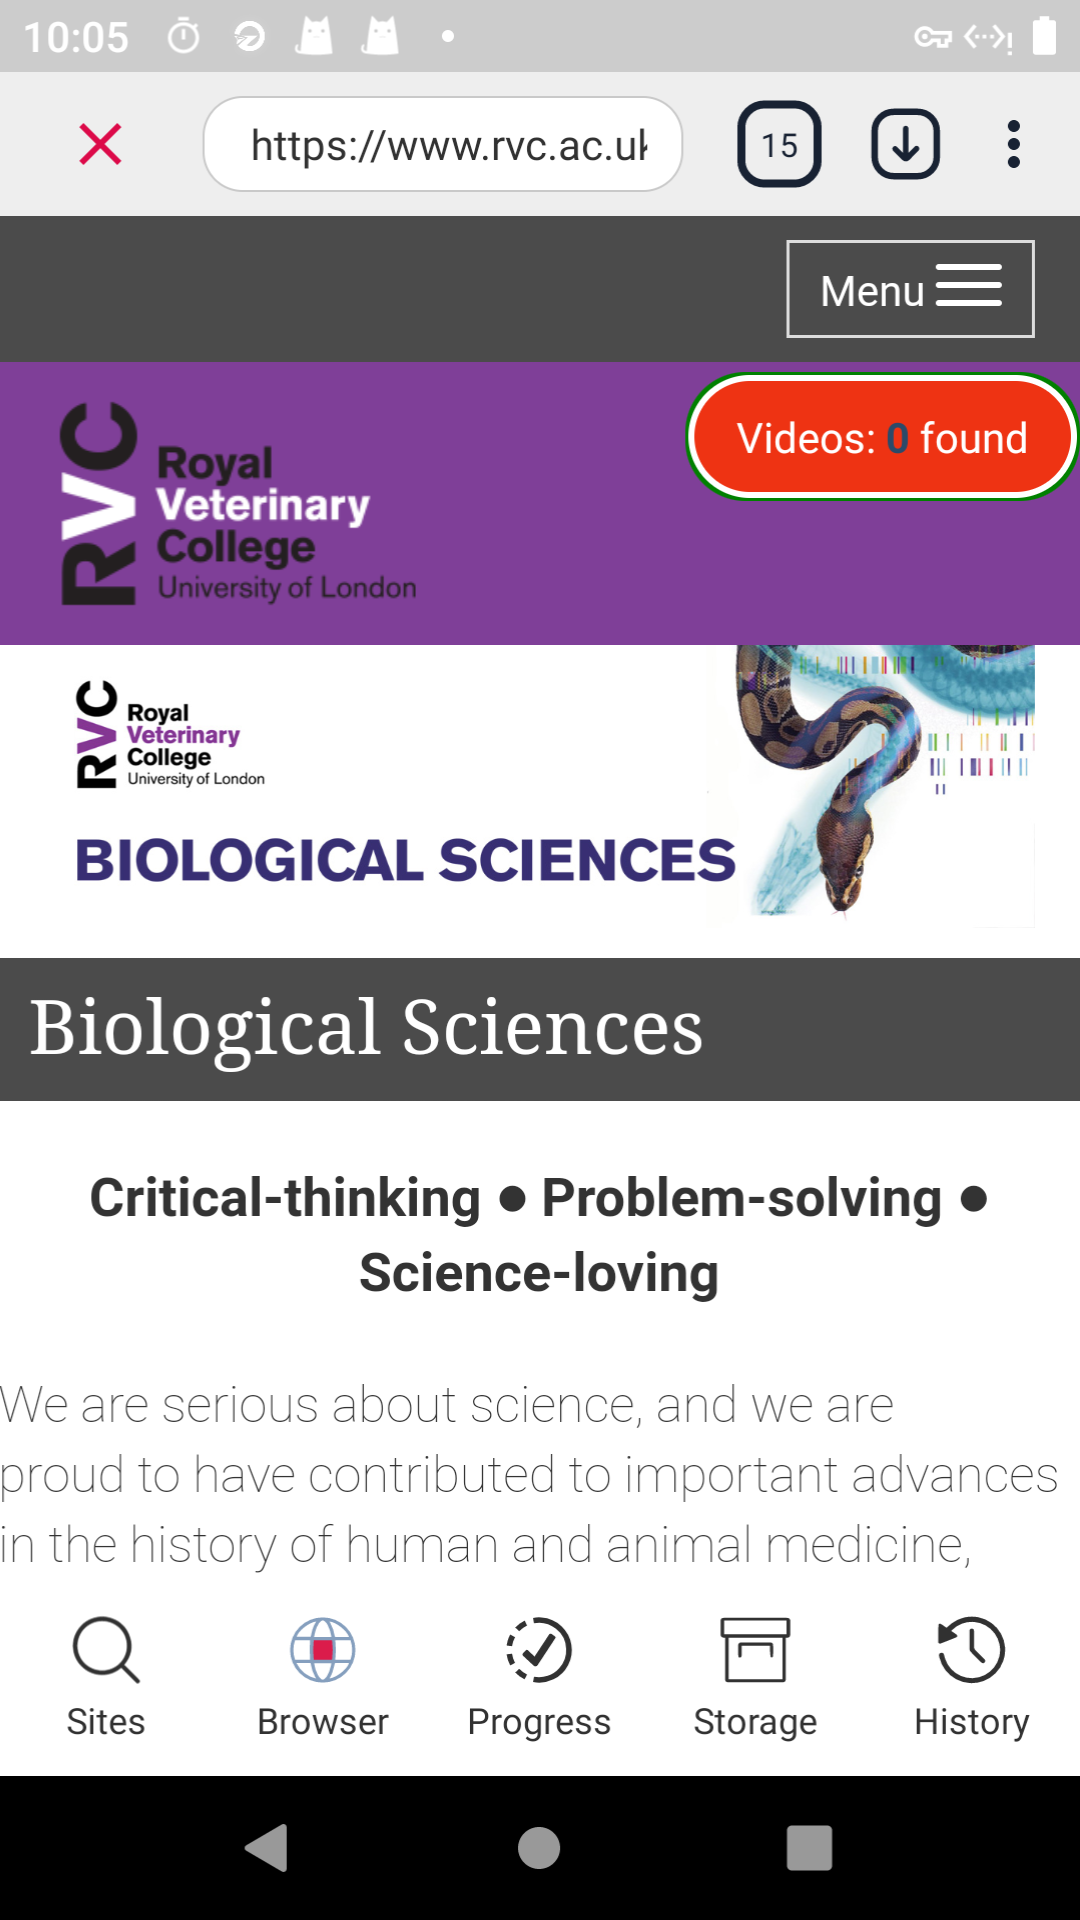 10:05
https://www.rvc.ac.uk
15
Menu
Videos: 0 found
RVC
Royal
Veterinary
College
University of London
RVC
Royal
Veterinary
College
University of London
BIOLOGICAL SCIENCES
Biological Sciences
Critical-thinking ● Problem-solving ●
Science-loving
We are serious about science, and we are
proud to have contributed to important advances
in the history of human and animal medicine,
Sites
Browser
Progress
Storage
History